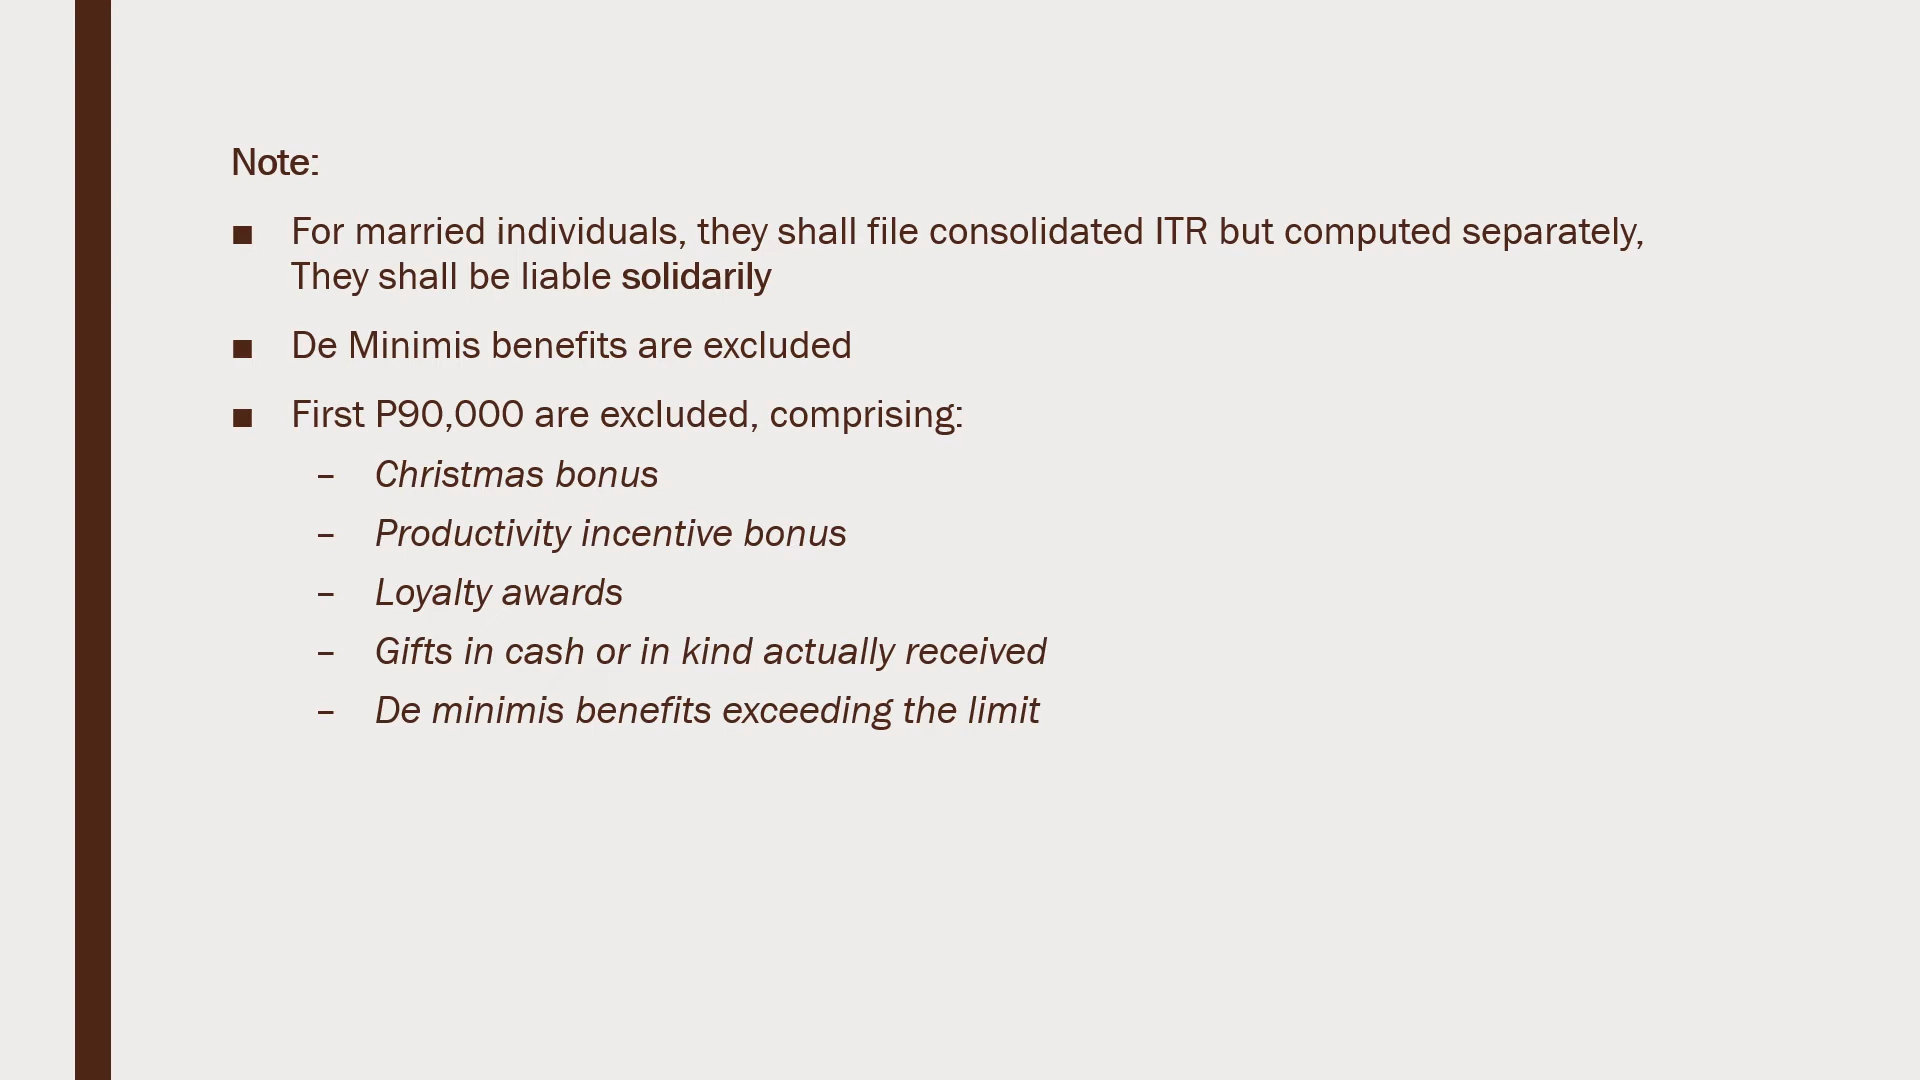 Note:
■ For married individuals, they shall file consolidated ITR but computed separately,
They shall be liable solidarily
■ De Minimis benefits are excluded
■ First P90,000 are excluded, comprising:
– Christmas bonus
– Productivity incentive bonus
– Loyalty awards
– Gifts in cash or in kind actually received
– De minimis benefits exceeding the limit